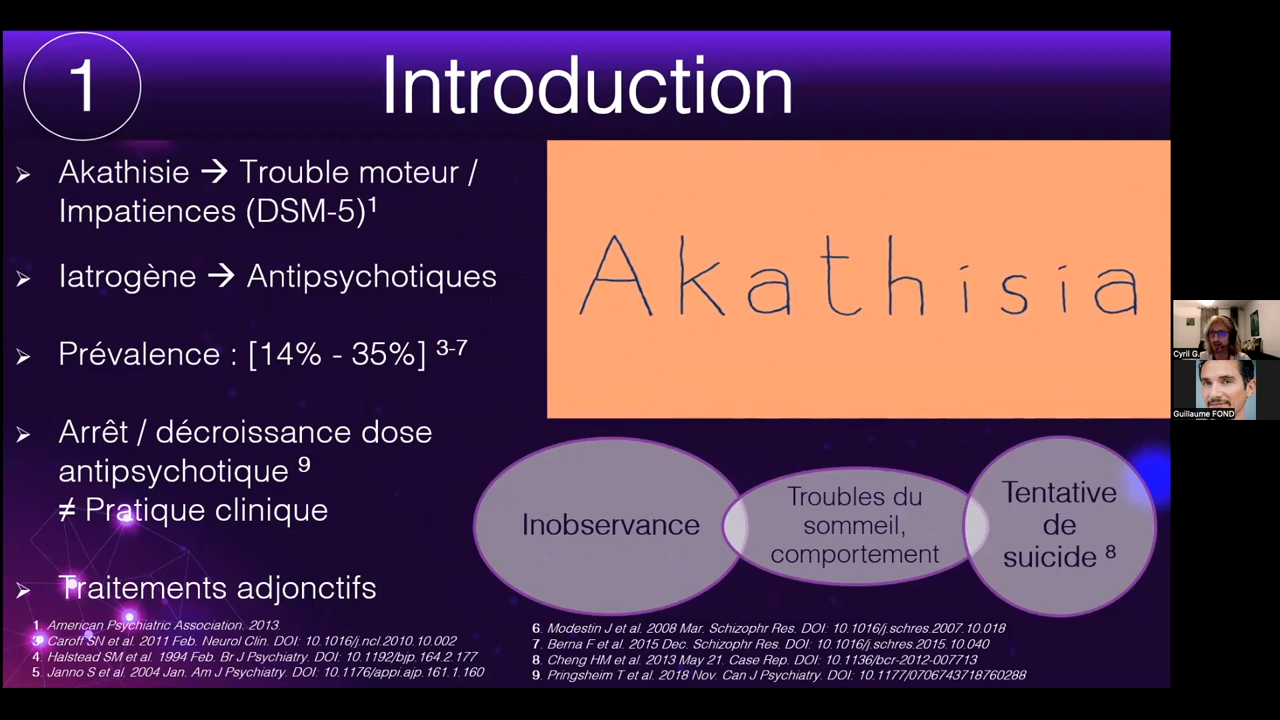 1
Introduction
➢ Akathisie → Trouble moteur /
Impatiences (DSM-5)¹
➢ Iatrogène → Antipsychotiques
➢ Prévalence : [14% - 35%] ³⁻⁷
➢ Arrêt / décroissance dose
antipsychotique ⁹
≠ Pratique clinique
➢ Traitements adjonctifs
Akathisia
Inobservance
Troubles du
sommeil,
comportement
Tentative
de
suicide ⁸
1. American Psychiatric Association. 2013.
3. Caroff SN et al. 2011 Feb. Neurol Clin. DOI: 10.1016/j.ncl.2010.10.002
4. Halstead SM et al. 1994 Feb. Br J Psychiatry. DOI: 10.1192/bjp.164.2.177
5. Janno S et al. 2004 Jan. Am J Psychiatry. DOI: 10.1176/appi.ajp.161.1.160
6. Modestin J et al. 2008 Mar. Schizophr Res. DOI: 10.1016/j.schres.2007.10.018
7. Berna F et al. 2015 Dec. Schizophr Res. DOI: 10.1016/j.schres.2015.10.040
8. Cheng HM et al. 2013 May 21. Case Rep. DOI: 10.1136/bcr-2012-007713
9. Pringsheim T et al. 2018 Nov. Can J Psychiatry. DOI: 10.1177/0706743718760288
Cyril G.
Guillaume FOND